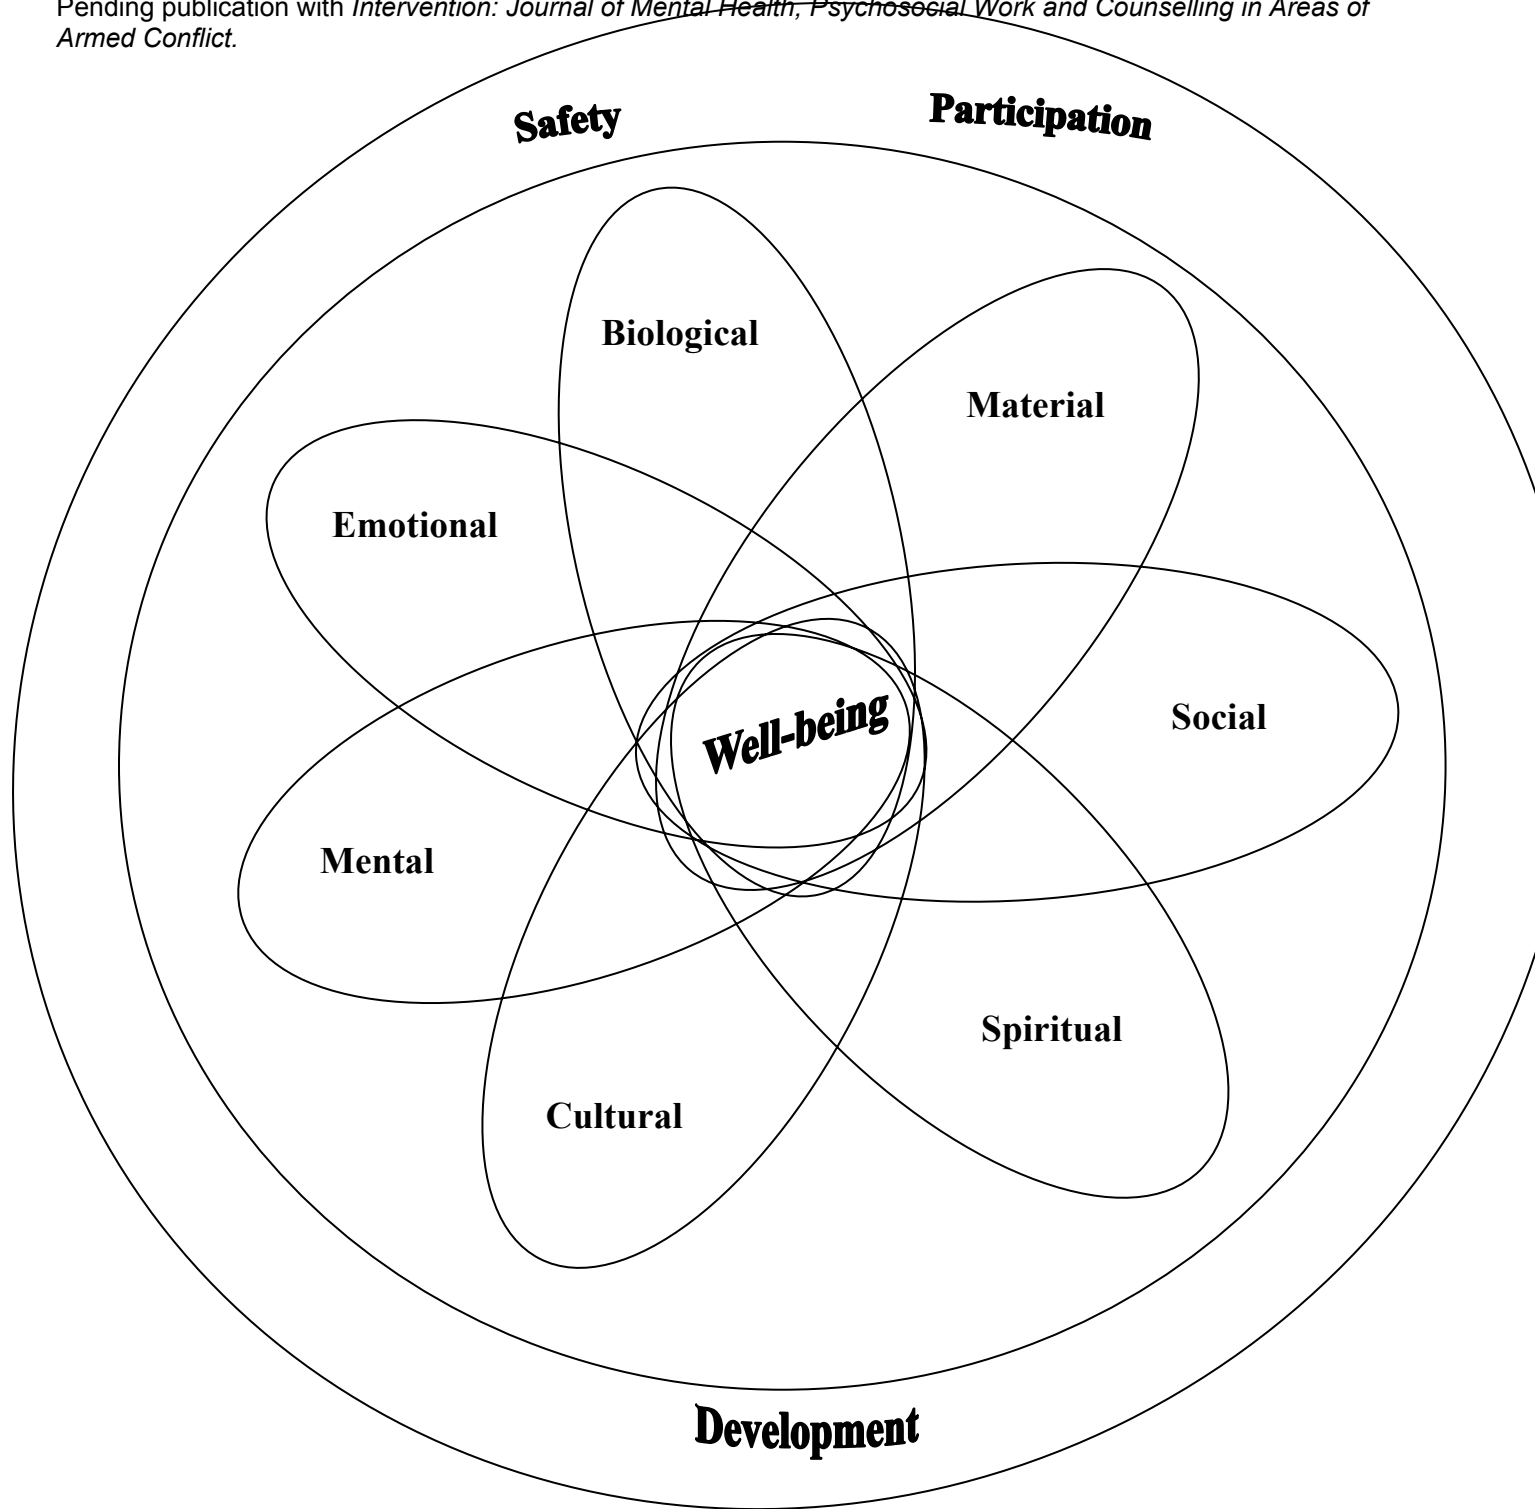 Pending publication with Intervention: Journal of Mental Health, Psychosocial Work and Counselling in Areas of
Armed Conflict.
Safety
Participation
Biological
Material
Emotional
Social
Well-being
Mental
Spiritual
Cultural
Development